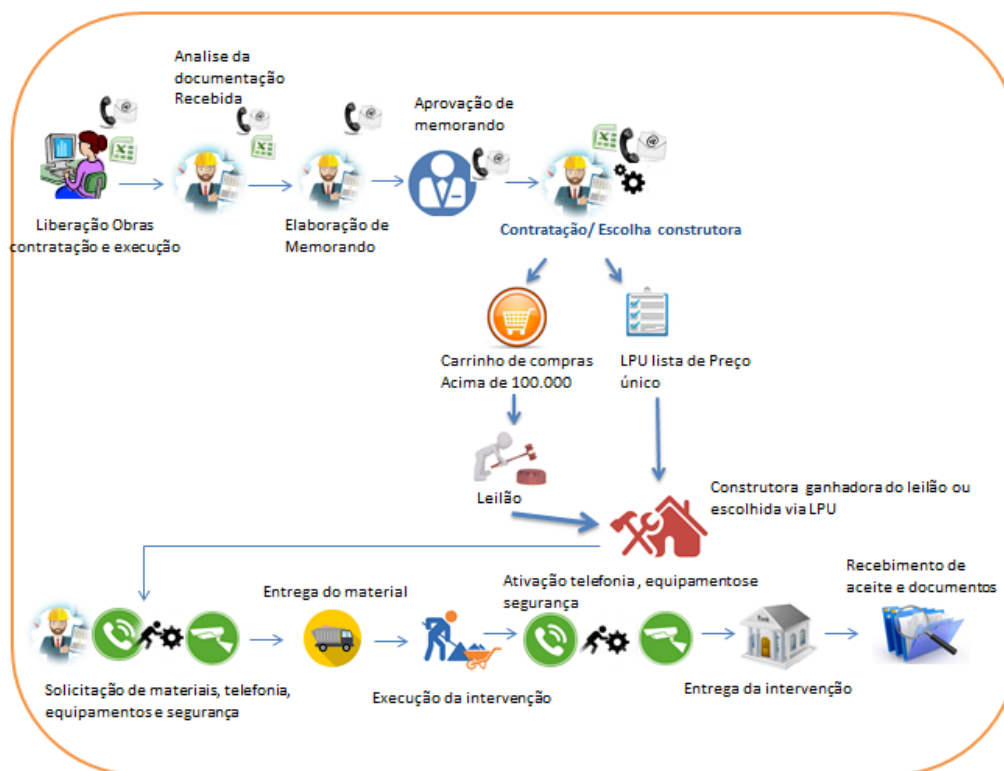 Analise da
documentação
Recebida
Aprovação de
memorando
Liberação Obras
contratação e execução
Elaboração de
Memorando
Contratação/ Escolha construtora
Carrinho de compras
Acima de 100.000
LPU lista de Preço
único
Leilão
Construtora ganhadora do leilão ou
escolhida via LPU
Solicitação de materiais, telefonia,
equipamentos e segurança
Entrega do material
Execução da intervenção
Ativação telefonia , equipamentos e
segurança
Entrega da intervenção
Recebimento de
aceite e documentos